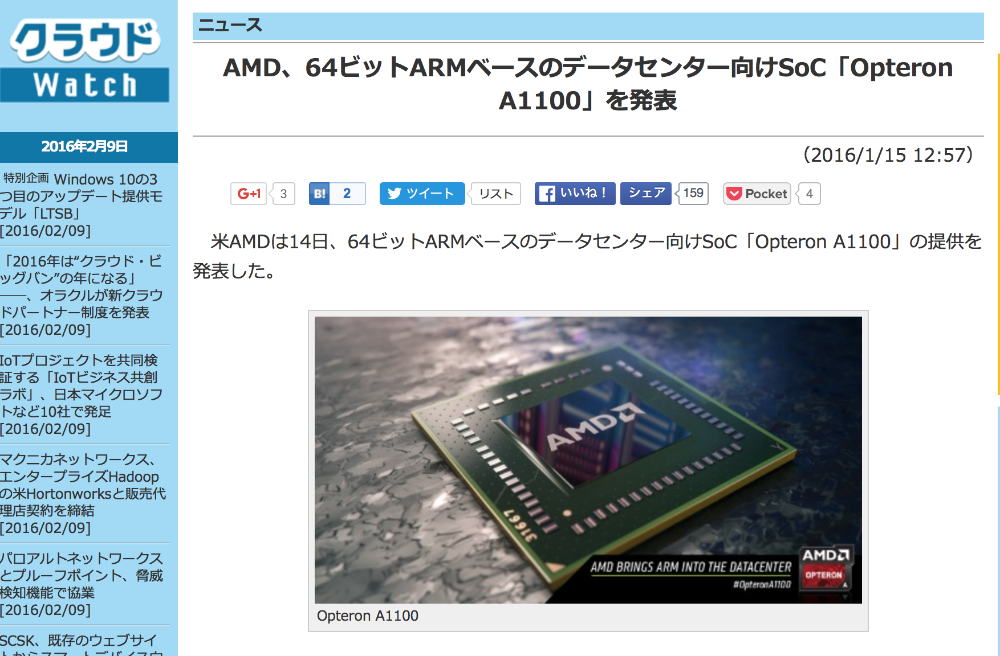 クラウド
Watch
2016年2月9日
特別企画 Windows 10の3
つ目のアップデート提供モ
デル「LTSB」
[2016/02/09]
「2016年は“クラウド・ビ
ッグバン”の年になる」
――、オラクルが新クラウ
ドパートナー制度を発表
[2016/02/09]
IoTプロジェクトを共同検
証する「IoTビジネス共創
ラボ」、日本マイクロソフ
トなど10社で発足
[2016/02/09]
マクニカネットワークス、
エンタープライズHadoop
の米Hortonworksと販売代
理店契約を締結
[2016/02/09]
パロアルトネットワークス
とプルーフポイント、脅威
検知機能で協業
[2016/02/09]
SCSK、既存のウェブサイ
トからスマートデバイス向
ニュース
AMD、64ビットARMベースのデータセンター向けSoC「Opteron
A1100」を発表
（2016/1/15 12:57）
G+1 3 B! 2 ツイート リスト いいね！ シェア 159 Pocket 4
米AMDは14日、64ビットARMベースのデータセンター向けSoC「Opteron A1100」の提供を
発表した。
AMD
Y
31667
AMD BRINGS ARM INTO THE DATACENTER
#OpteronA1100
AMD
OPTERON
A
Opteron A1100